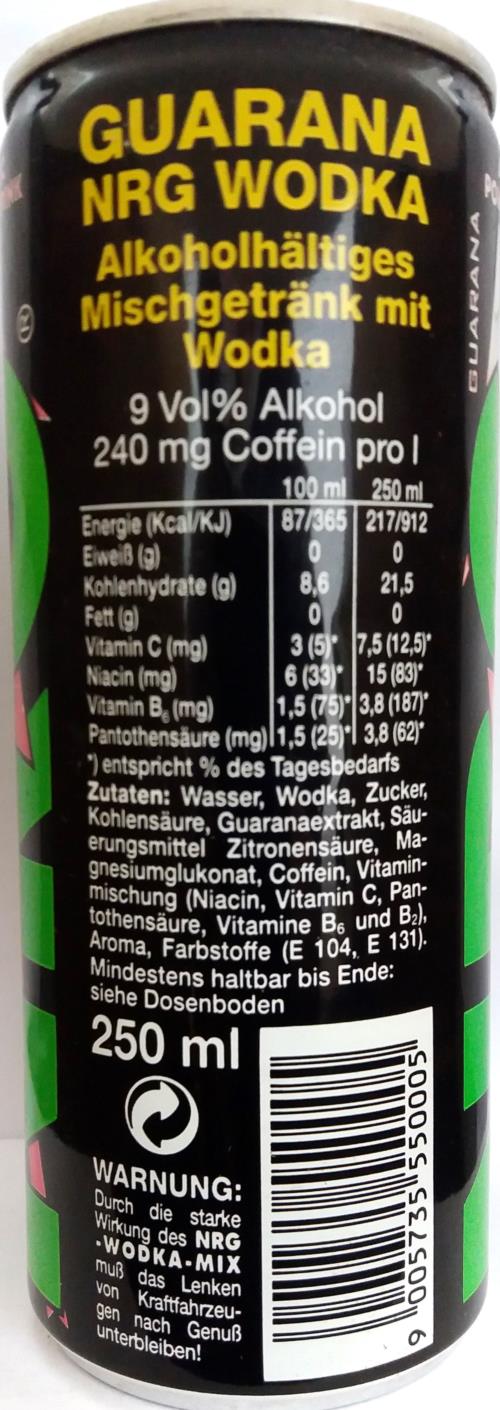 GUARANA
NRG WODKA
Alkoholhältiges
Mischgetränk mit
Wodka
9 Vol% Alkohol
240 mg Coffein pro l
100 ml 250 ml
Energie (Kcal/KJ) 87/365 217/912
Eiweiß (g) 0 0
Kohlenhydrate (g) 8,6 21,5
Fett (g) 0 0
Vitamin C (mg) 3 (5)* 7,5 (12,5)*
Niacin (mg) 6 (33)* 15 (83)*
Vitamin B₆ (mg) 1,5 (75)* 3,8 (187)*
Pantothensäure (mg) 1,5 (25)* 3,8 (62)*
*) entspricht % des Tagesbedarfs
Zutaten: Wasser, Wodka, Zucker,
Kohlensäure, Guaranaextrakt, Säu-
erungsmittel Zitronensäure, Ma-
gnesiumglukonat, Coffein, Vitamin-
mischung (Niacin, Vitamin C, Pan-
tothensäure, Vitamine B₆ und B₂),
Aroma, Farbstoffe (E 104, E 131).
Mindestens haltbar bis Ende:
siehe Dosenboden
250 ml
WARNUNG:
Durch die starke
Wirkung des NRG
-WODKA-MIX
muß das Lenken
von Kraftfahrzeu-
gen nach Genuß
unterbleiben!
9 005735 550005
GUARANA